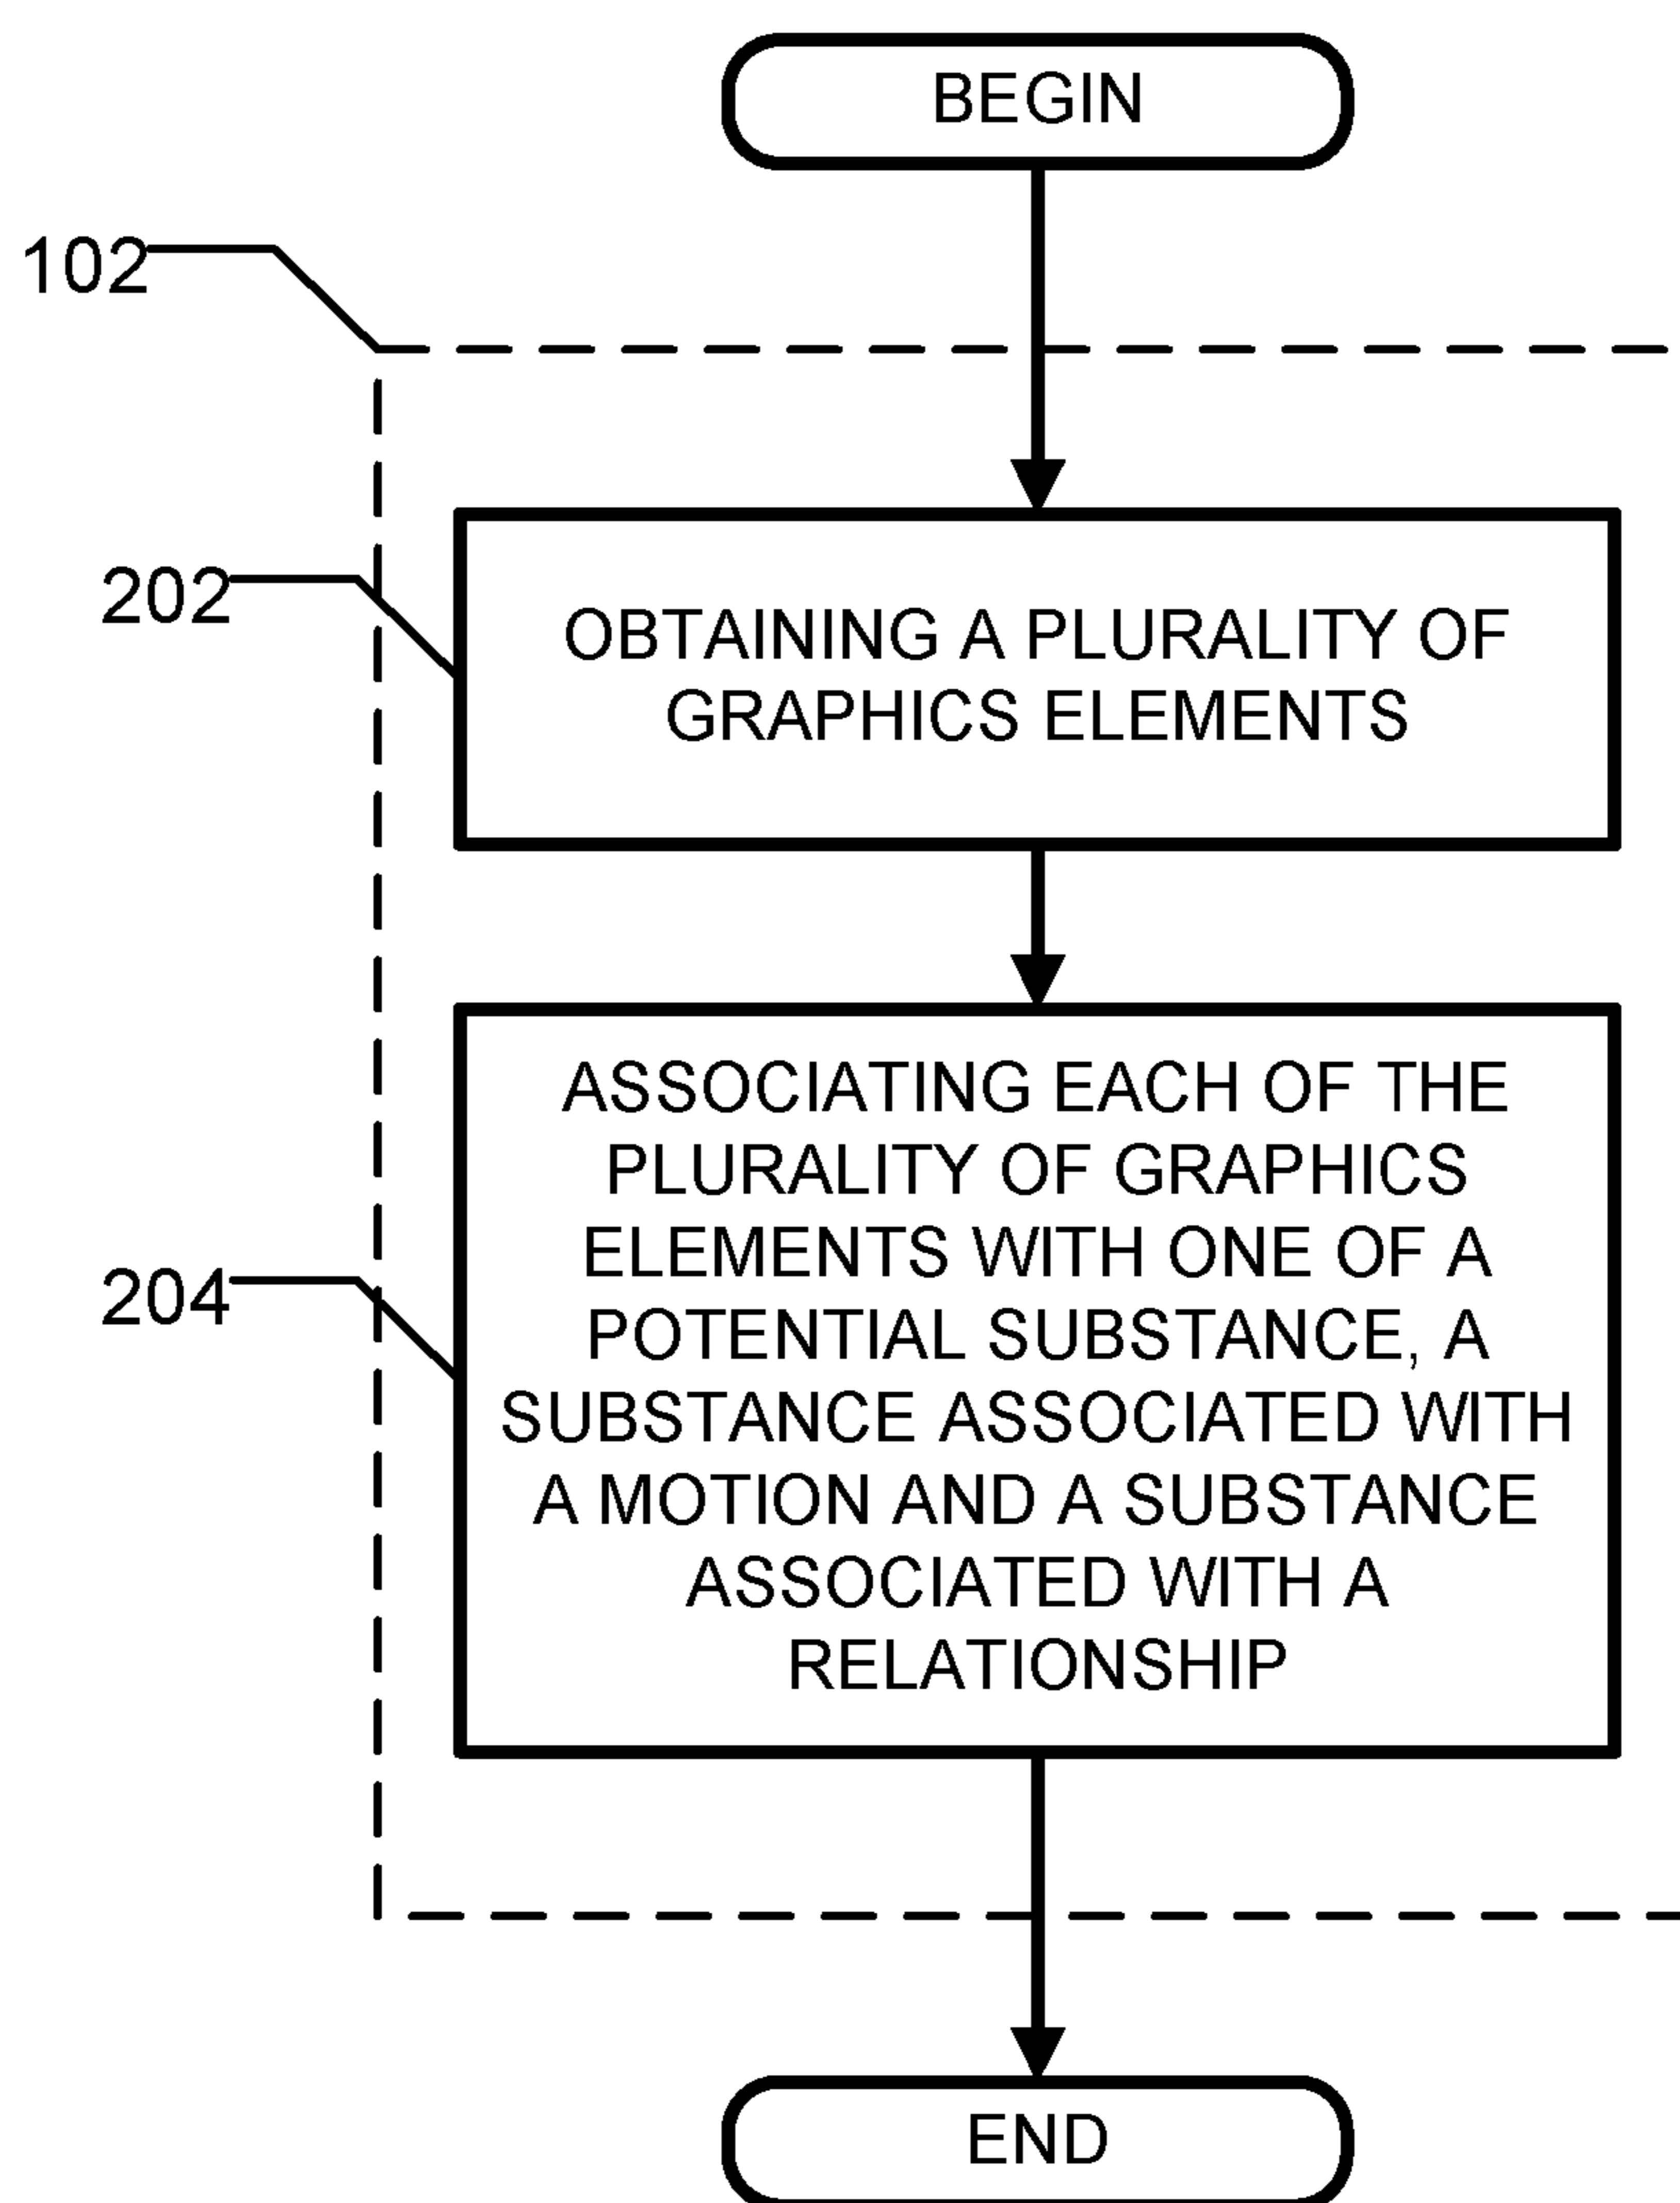 BEGIN
102
202
OBTAINING A PLURALITY OF
GRAPHICS ELEMENTS
ASSOCIATING EACH OF THE
PLURALITY OF GRAPHICS
ELEMENTS WITH ONE OF A
204
POTENTIAL SUBSTANCE, A
SUBSTANCE ASSOCIATED WITH
A MOTION AND A SUBSTANCE
ASSOCIATED WITH A
RELATIONSHIP
END